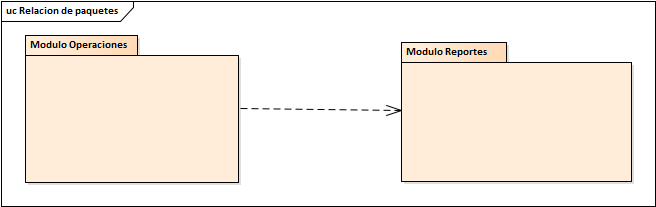 uc Relacion de paquetes
Modulo Operaciones
Modulo Reportes